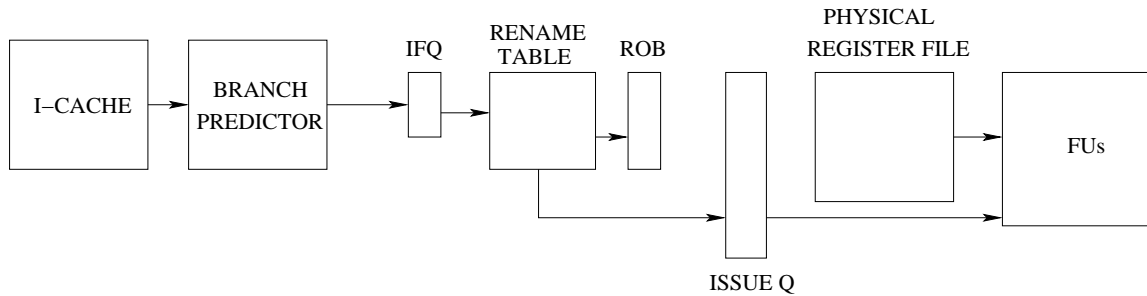 I–CACHE
BRANCH
PREDICTOR
IFQ
RENAME
TABLE
ROB
PHYSICAL
REGISTER FILE
FUs
ISSUE Q